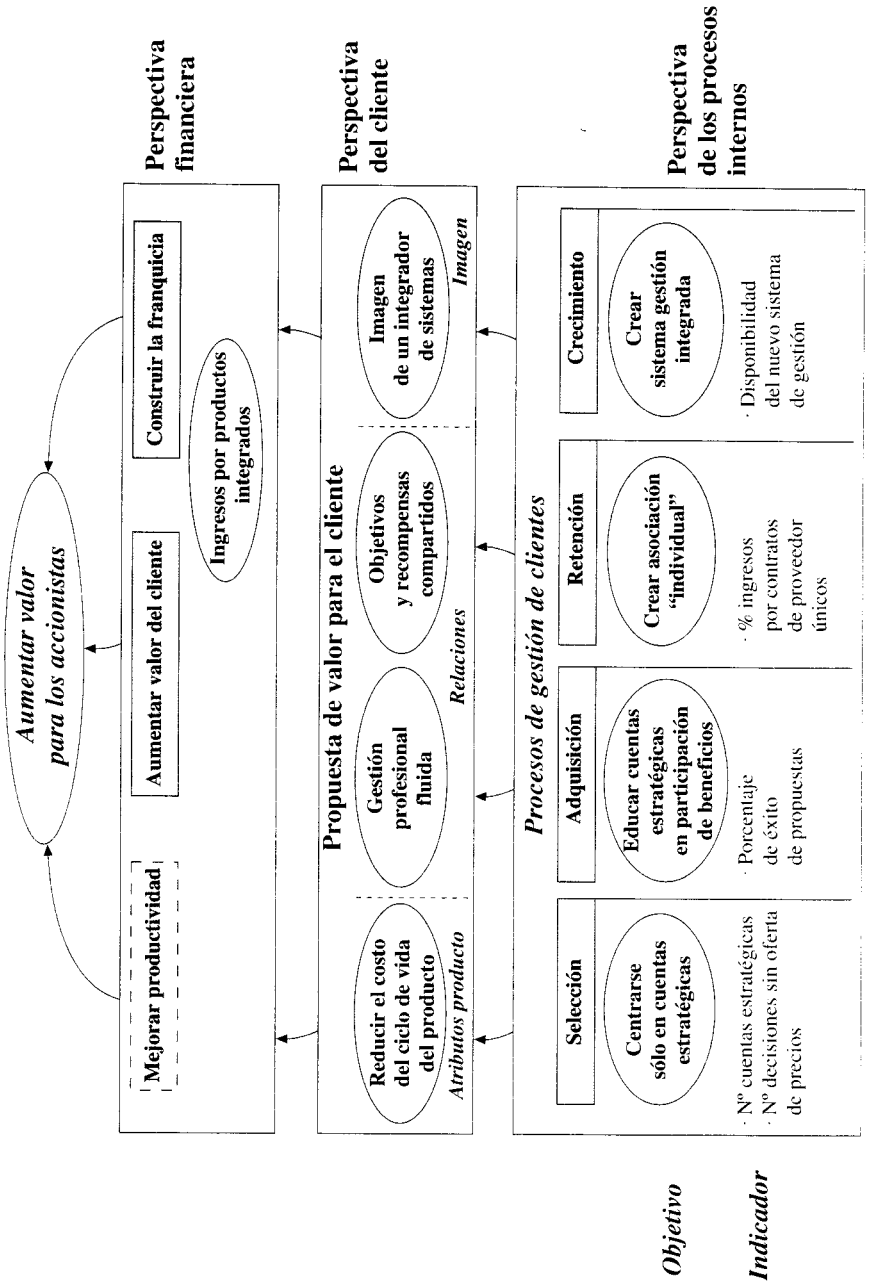 Aumentar valor
para los accionistas
Perspectiva
financiera
Mejorar productividad
Aumentar valor del cliente
Construir la franquicia
Ingresos por productos
integrados
Perspectiva
del cliente
Propuesta de valor para el cliente
Reducir el costo
del ciclo de vida
del producto
Gestión
profesional
fluida
Objetivos
y recompensas
compartidos
Imagen
de un integrador
de sistemas
Atributos producto
Relaciones
Imagen
Perspectiva
de los procesos
internos
Procesos de gestión de clientes
Selección
Adquisición
Retención
Crecimiento
Objetivo
Centrarse
sólo en cuentas
estratégicas
Educar cuentas
estratégicas
en participación
de beneficios
Crear asociación
“individual”
Crear
sistema gestión
integrada
Indicador
· Nº cuentas estratégicas
· Nº decisiones sin oferta
de precios
· Porcentaje
de éxito
de propuestas
· % ingresos
por contratos
de proveedor
únicos
· Disponibilidad
del nuevo sistema
de gestión